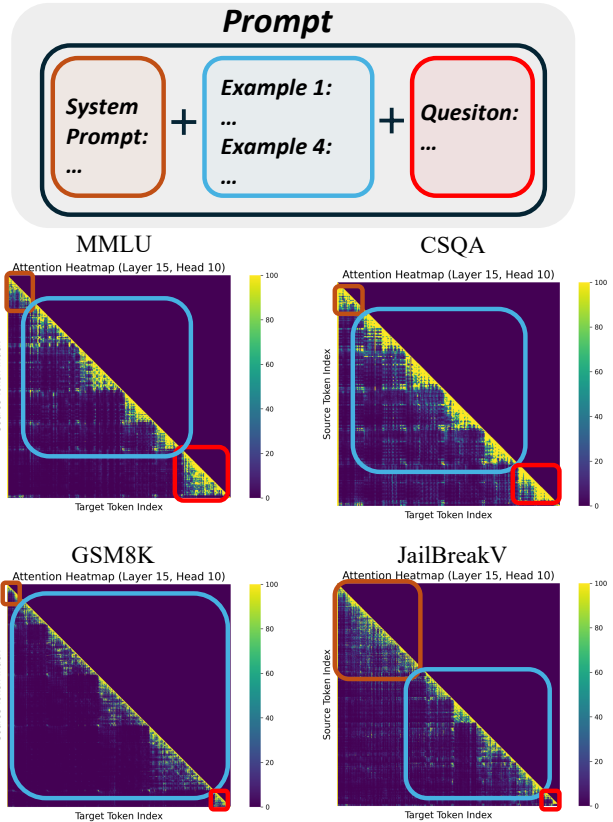 Prompt
System
Prompt:
...
+
Example 1:
...
Example 4:
...
+
Quesiton:
...
MMLU
Attention Heatmap (Layer 15, Head 10)
100
80
60
40
20
0
Target Token Index
CSQA
Attention Heatmap (Layer 15, Head 10)
Source Token Index
100
80
60
40
20
0
Target Token Index
GSM8K
Attention Heatmap (Layer 15, Head 10)
100
80
60
40
20
0
Target Token Index
JailBreakV
Attention Heatmap (Layer 15, Head 10)
Source Token Index
100
80
60
40
20
0
Target Token Index